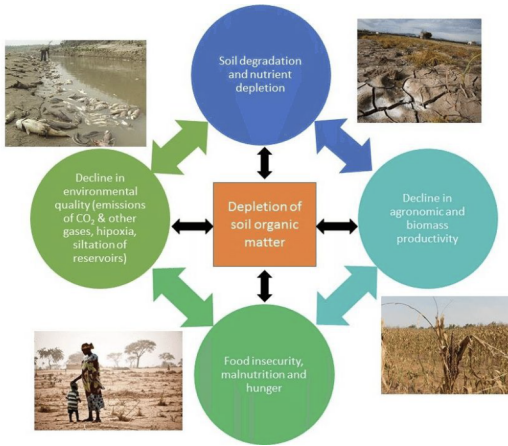 Soil degradation
and nutrient
depletion
Decline in
environmental
quality (emissions
of CO₂ & other
gases, hipoxia,
siltation of
reservoirs)
Depletion of
soil organic
matter
Decline in
agronomic and
biomass
productivity
Food insecurity,
malnutrition and
hunger